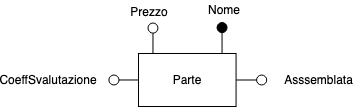 Prezzo
Nome
CoeffSvalutazione
Parte
Asssemblata